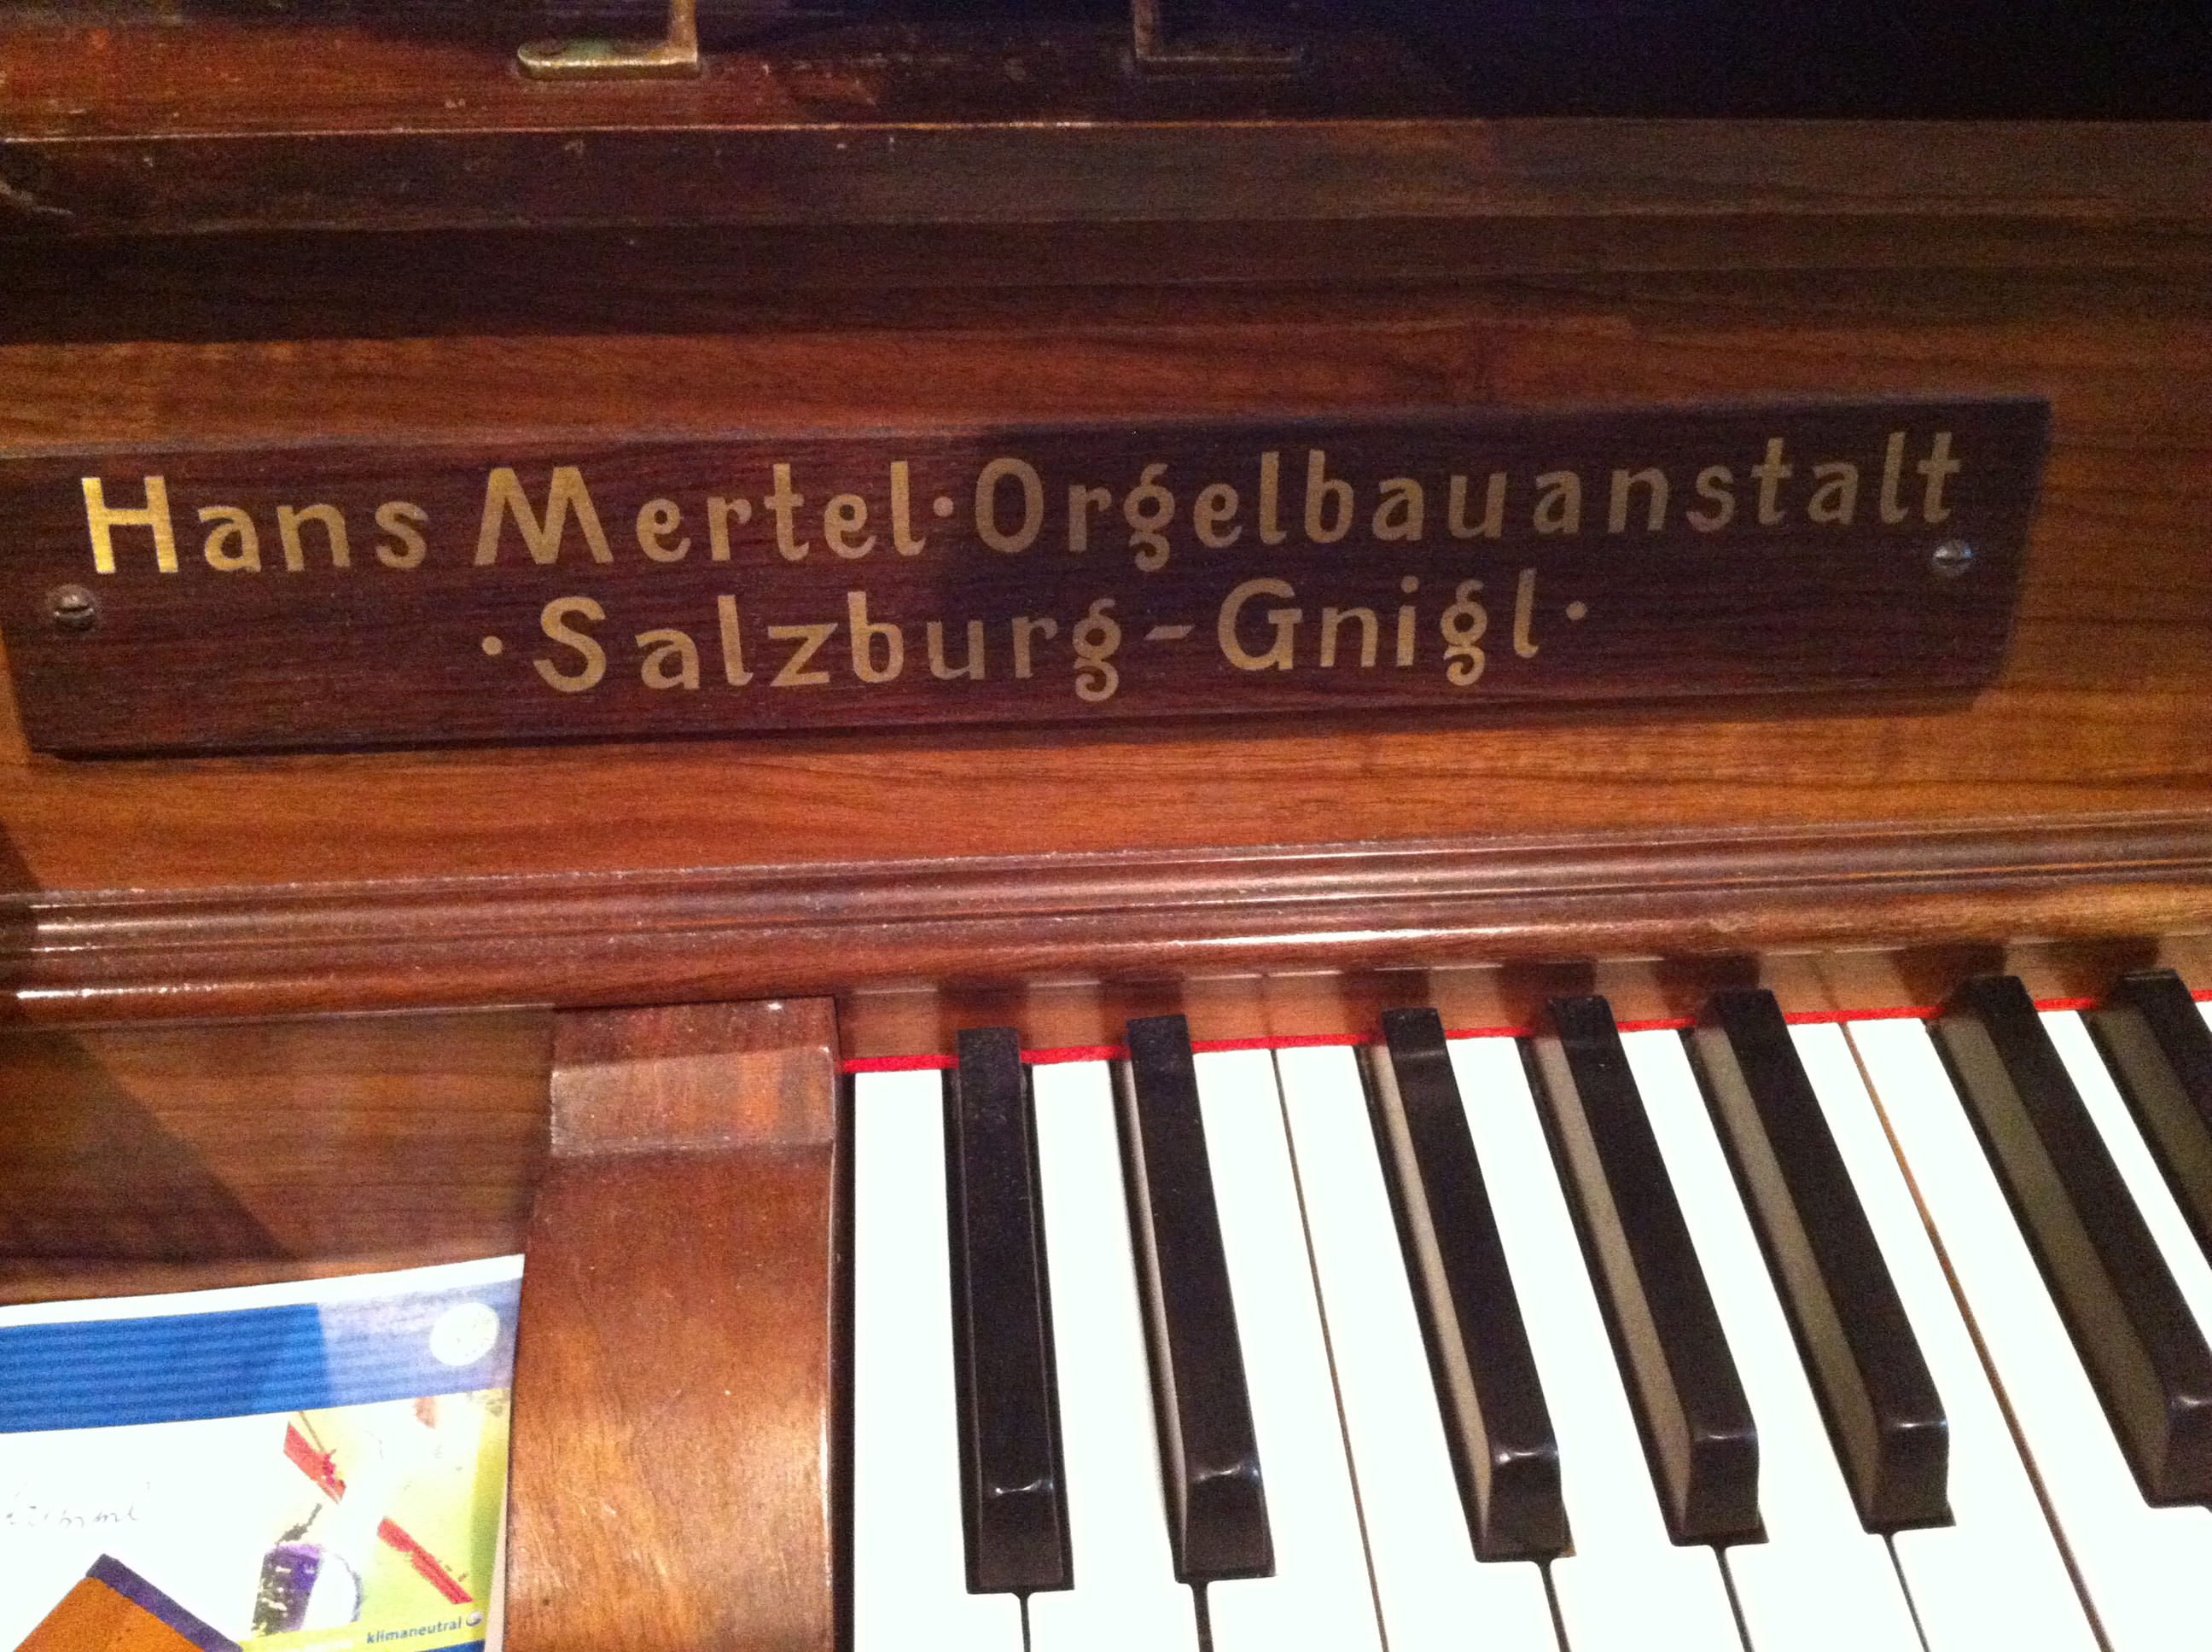 Hans Mertel·Orgelbauanstalt
·Salzburg-Gnigl·
klimaneutral